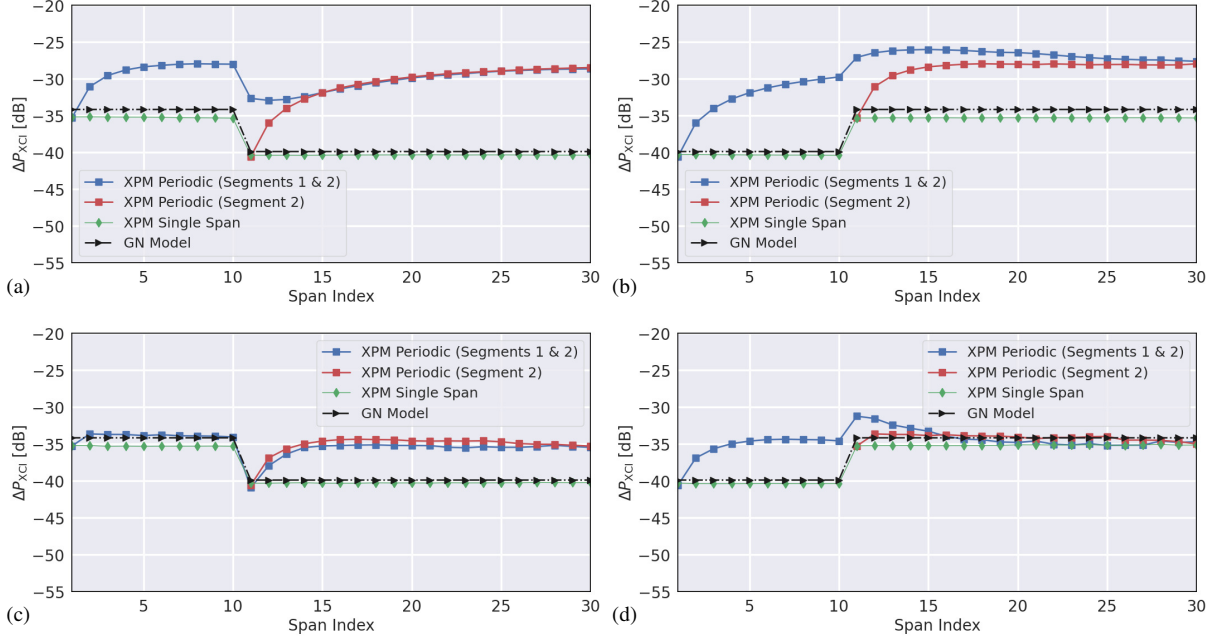 −20
−25
−30
−35
−40
−45
−50
−55
ΔP_XCI [dB]
XPM Periodic (Segments 1 & 2)
XPM Periodic (Segment 2)
XPM Single Span
GN Model
5 10 15 20 25 30
Span Index
(a)
−20
−25
−30
−35
−40
−45
−50
−55
ΔP_XCI [dB]
XPM Periodic (Segments 1 & 2)
XPM Periodic (Segment 2)
XPM Single Span
GN Model
5 10 15 20 25 30
Span Index
(b)
−20
−25
−30
−35
−40
−45
−50
−55
ΔP_XCI [dB]
XPM Periodic (Segments 1 & 2)
XPM Periodic (Segment 2)
XPM Single Span
GN Model
5 10 15 20 25 30
Span Index
(c)
−20
−25
−30
−35
−40
−45
−50
−55
ΔP_XCI [dB]
XPM Periodic (Segments 1 & 2)
XPM Periodic (Segment 2)
XPM Single Span
GN Model
5 10 15 20 25 30
Span Index
(d)